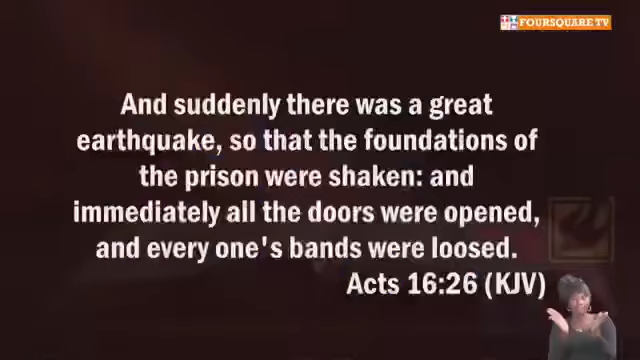 FOURSQUARE TV
And suddenly there was a great
earthquake, so that the foundations of
the prison were shaken: and
immediately all the doors were opened,
and every one's bands were loosed.
Acts 16:26 (KJV)